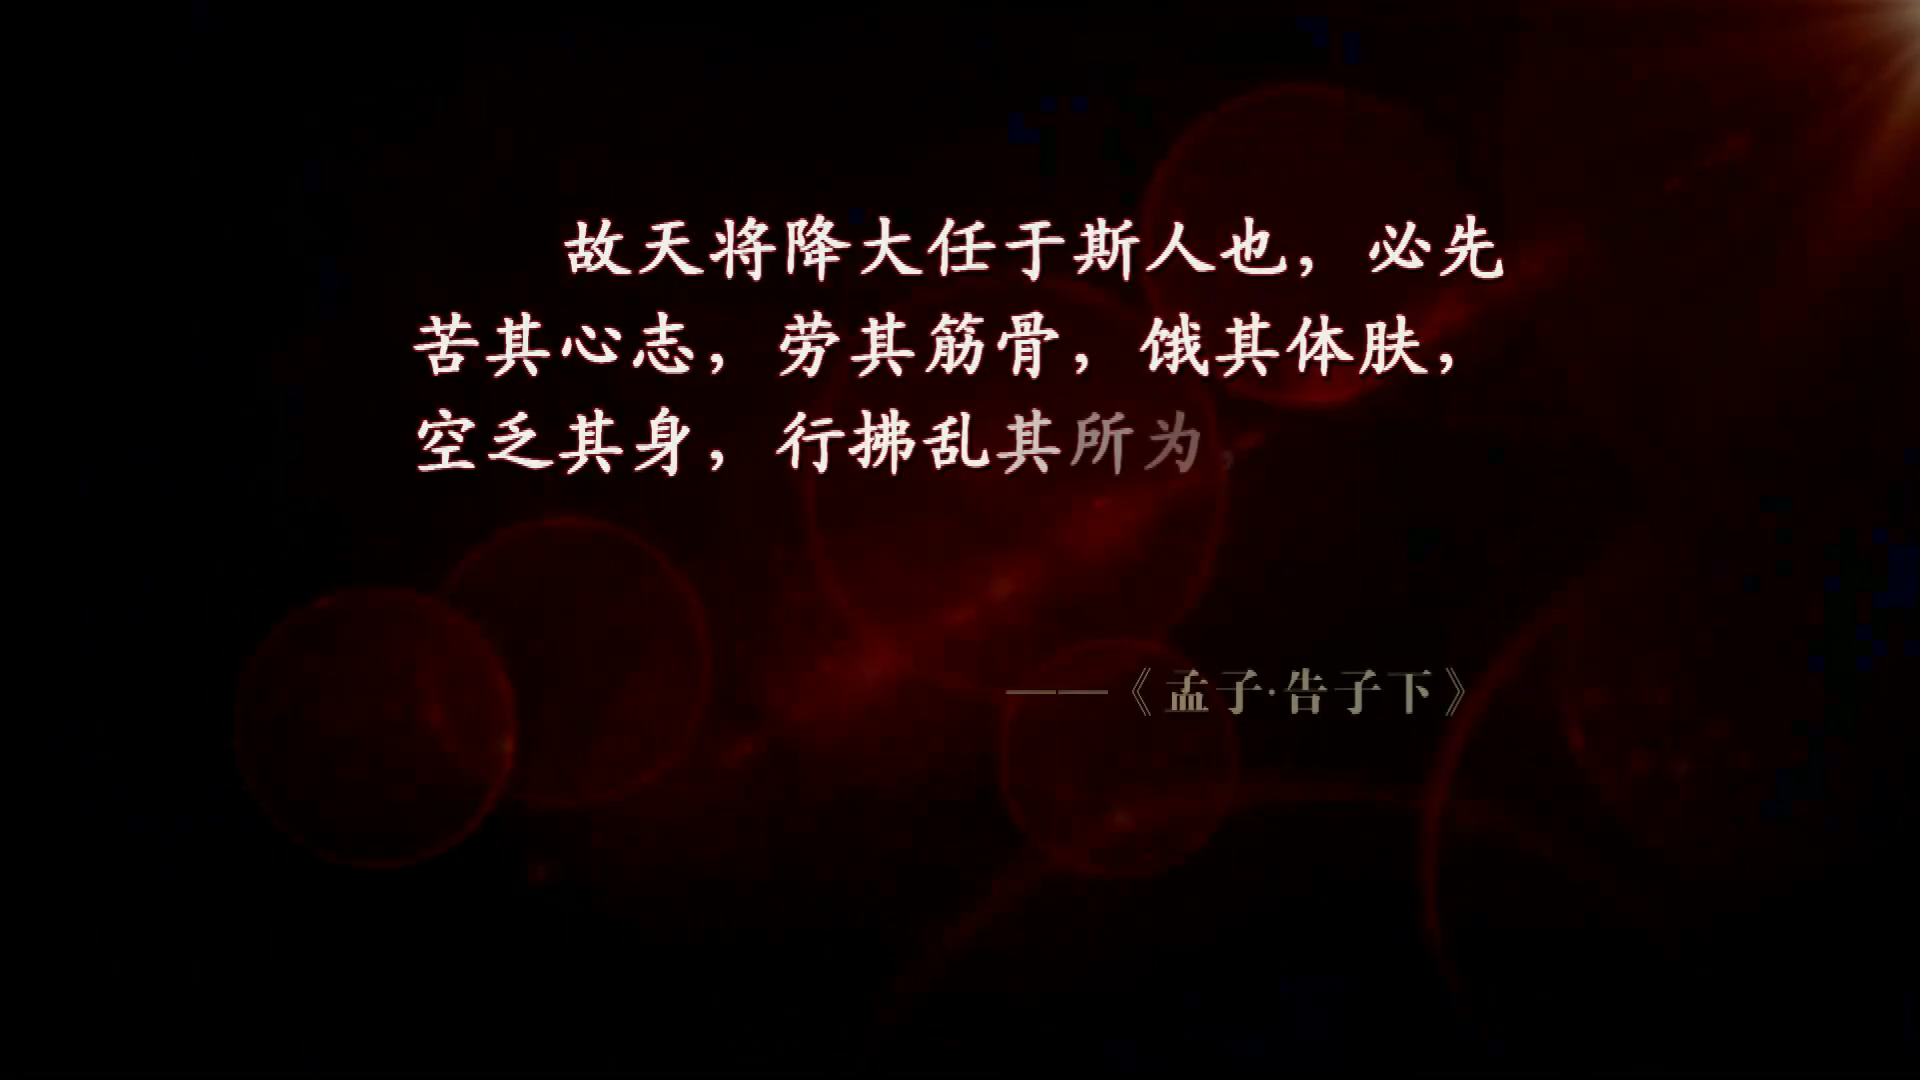 故天将降大任于斯人也，必先
苦其心志，劳其筋骨，饿其体肤，
空乏其身，行拂乱其所为，
——《孟子·告子下》